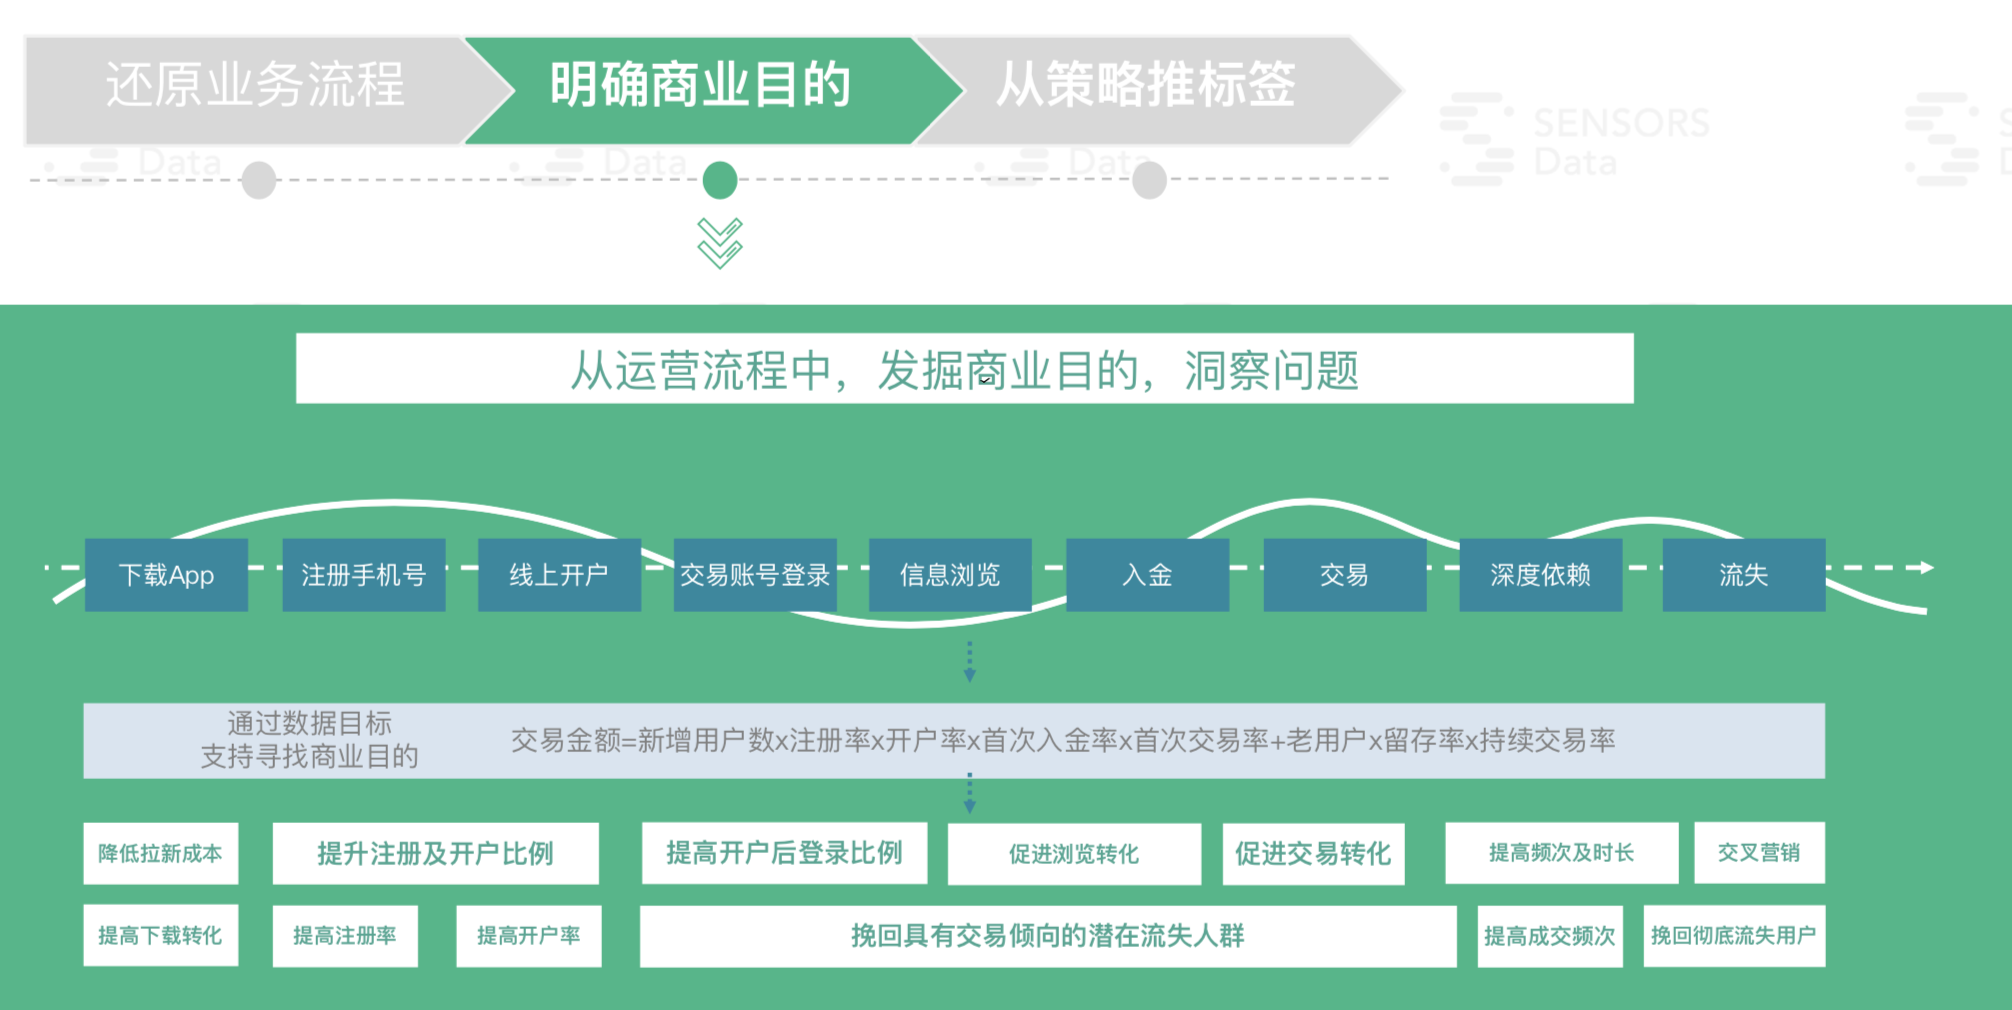 还原业务流程
明确商业目的
从策略推标签
SENSORS
Data
Data
Data
Data
从运营流程中，发掘商业目的，洞察问题
下载App
注册手机号
线上开户
交易账号登录
信息浏览
入金
交易
深度依赖
流失
通过数据目标
支持寻找商业目的
交易金额=新增用户数x注册率x开户率x首次入金率x首次交易率+老用户x留存率x持续交易率
降低拉新成本
提升注册及开户比例
提高开户后登录比例
促进浏览转化
促进交易转化
提高频次及时长
交叉营销
提高下载转化
提高注册率
提高开户率
挽回具有交易倾向的潜在流失人群
提高成交频次
挽回彻底流失用户